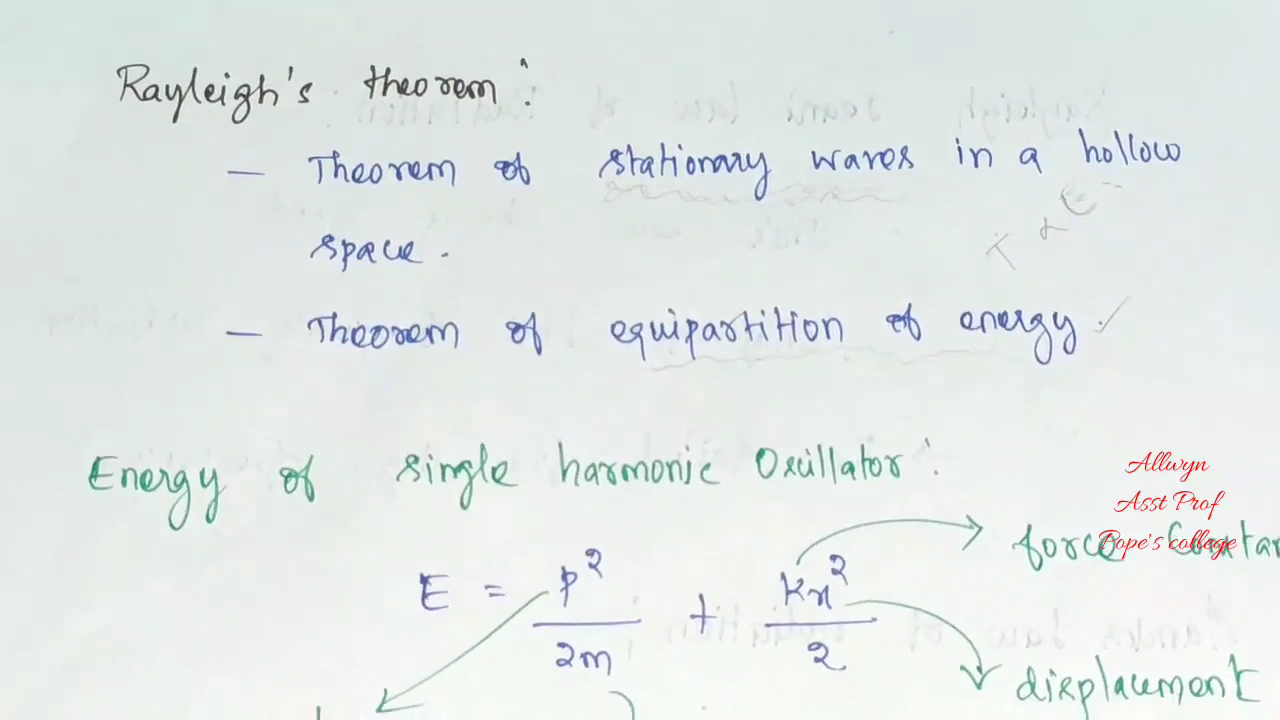 Rayleigh's theorem:
— Theorem of stationary waves in a hollow
space.
— Theorem of equipartition of energy.
Energy of single harmonic Oscillator:
Allwyn
Asst Prof
Pope's college
force Constan
E = p²/2m + Kx²/2
displacement